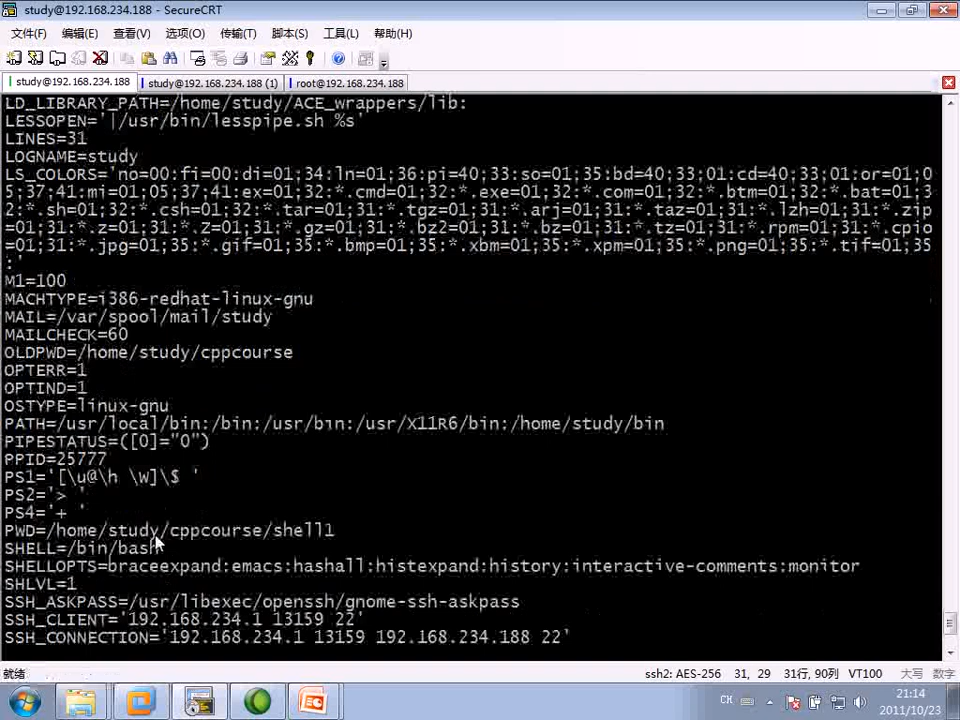 study@192.168.234.188 - SecureCRT
文件(F) 编辑(E) 查看(V) 选项(O) 传输(T) 脚本(S) 工具(L) 帮助(H)
study@192.168.234.188 study@192.168.234.188 (1) root@192.168.234.188
LD_LIBRARY_PATH=/home/study/ACE_wrappers/lib:
LESSOPEN='|/usr/bin/lesspipe.sh %s'
LINES=31
LOGNAME=study
LS_COLORS='no=00:fi=00:di=01;34:ln=01;36:pi=40;33:so=01;35:bd=40;33;01:cd=40;33;01:or=01;0
5;37;41:mi=01;05;37;41:ex=01;32:*.cmd=01;32:*.exe=01;32:*.com=01;32:*.btm=01;32:*.bat=01;3
2:*.sh=01;32:*.csh=01;32:*.tar=01;31:*.tgz=01;31:*.arj=01;31:*.taz=01;31:*.lzh=01;31:*.zip
=01;31:*.z=01;31:*.Z=01;31:*.gz=01;31:*.bz2=01;31:*.bz=01;31:*.tz=01;31:*.rpm=01;31:*.cpio
=01;31:*.jpg=01;35:*.gif=01;35:*.bmp=01;35:*.xbm=01;35:*.xpm=01;35:*.png=01;35:*.tif=01;35
:'
M1=100
MACHTYPE=i386-redhat-linux-gnu
MAIL=/var/spool/mail/study
MAILCHECK=60
OLDPWD=/home/study/cppcourse
OPTERR=1
OPTIND=1
OSTYPE=linux-gnu
PATH=/usr/local/bin:/bin:/usr/bin:/usr/X11R6/bin:/home/study/bin
PIPESTATUS=([0]="0")
PPID=25777
PS1='[\u@\h \W]\$ '
PS2='> '
PS4='+ '
PWD=/home/study/cppcourse/shell1
SHELL=/bin/bash
SHELLOPTS=braceexpand:emacs:hashall:histexpand:history:interactive-comments:monitor
SHLVL=1
SSH_ASKPASS=/usr/libexec/openssh/gnome-ssh-askpass
SSH_CLIENT='192.168.234.1 13159 22'
SSH_CONNECTION='192.168.234.1 13159 192.168.234.188 22'
就绪 ssh2: AES-256 31, 29 31行, 90列 VT100 大写 数字
CH 21:14
2011/10/23